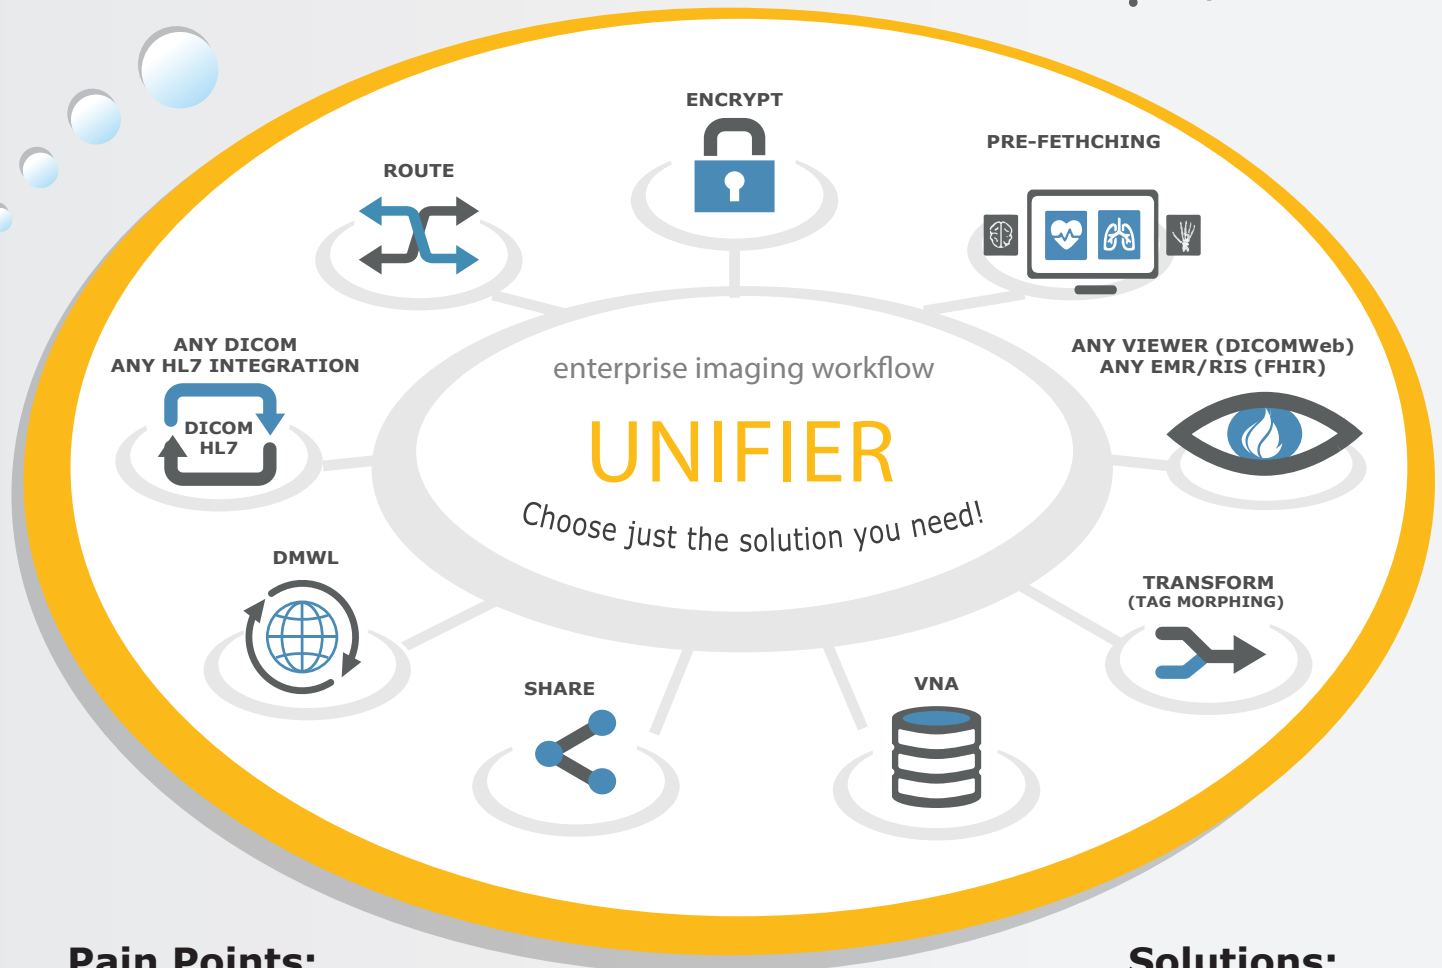 ENCRYPT
PRE-FETHCHING
ROUTE
ANY DICOM
ANY HL7 INTEGRATION
DICOM
HL7
ANY VIEWER (DICOMWeb)
ANY EMR/RIS (FHIR)
enterprise imaging workflow
UNIFIER
Choose just the solution you need!
DMWL
TRANSFORM
(TAG MORPHING)
SHARE
VNA
Pain Points:
Solutions: